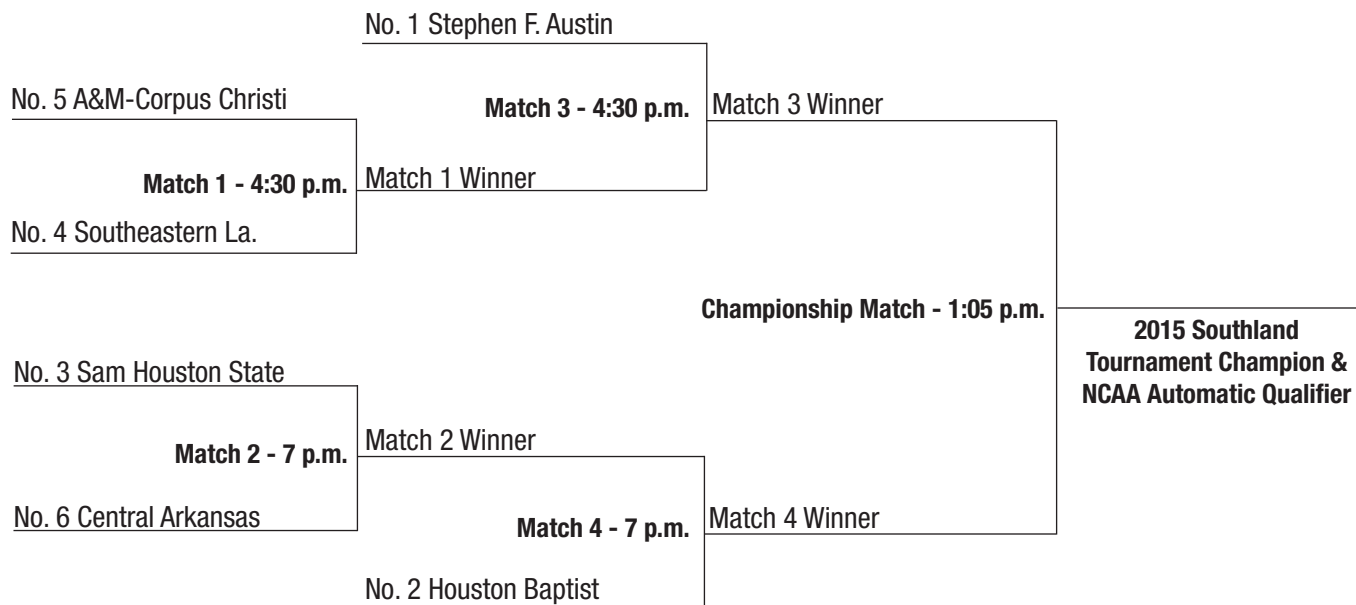 No. 1 Stephen F. Austin
No. 5 A&M-Corpus Christi
Match 3 - 4:30 p.m.
Match 3 Winner
Match 1 - 4:30 p.m.
Match 1 Winner
No. 4 Southeastern La.
Championship Match - 1:05 p.m.
2015 Southland
Tournament Champion &
NCAA Automatic Qualifier
No. 3 Sam Houston State
Match 2 - 7 p.m.
Match 2 Winner
No. 6 Central Arkansas
Match 4 - 7 p.m.
Match 4 Winner
No. 2 Houston Baptist